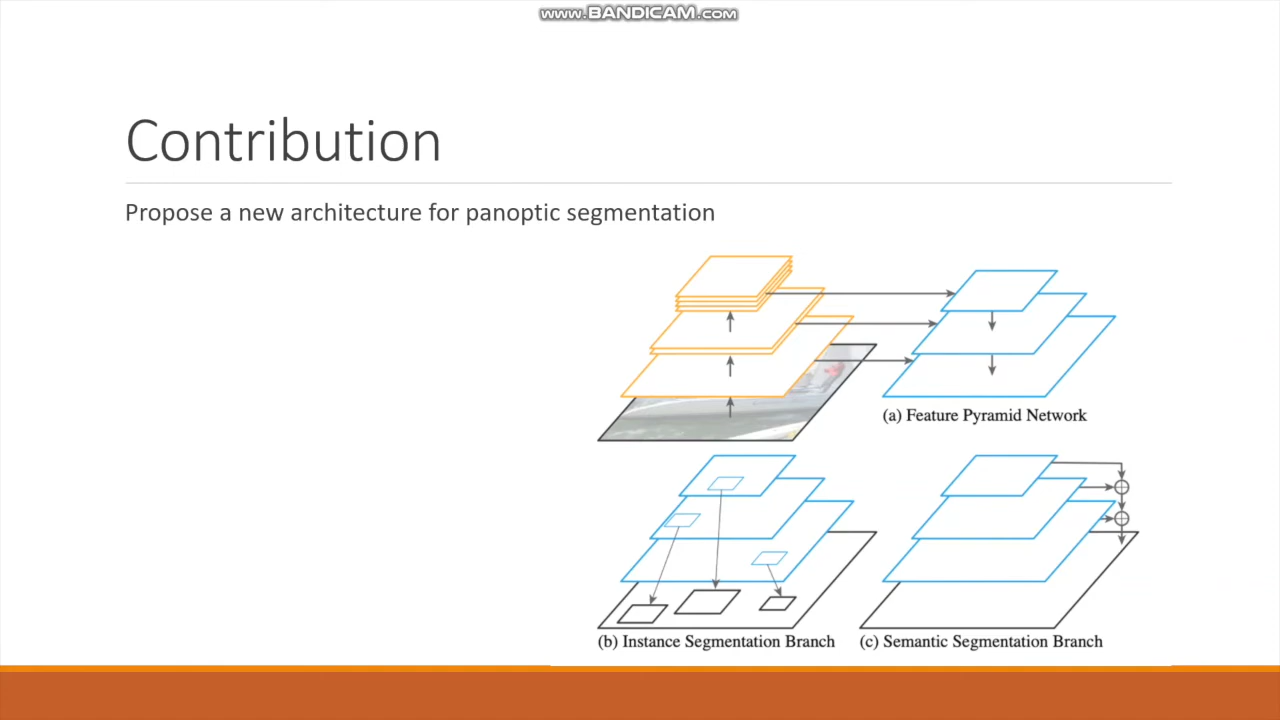 www.BANDICAM.com
Contribution
Propose a new architecture for panoptic segmentation
(a) Feature Pyramid Network
(b) Instance Segmentation Branch
(c) Semantic Segmentation Branch